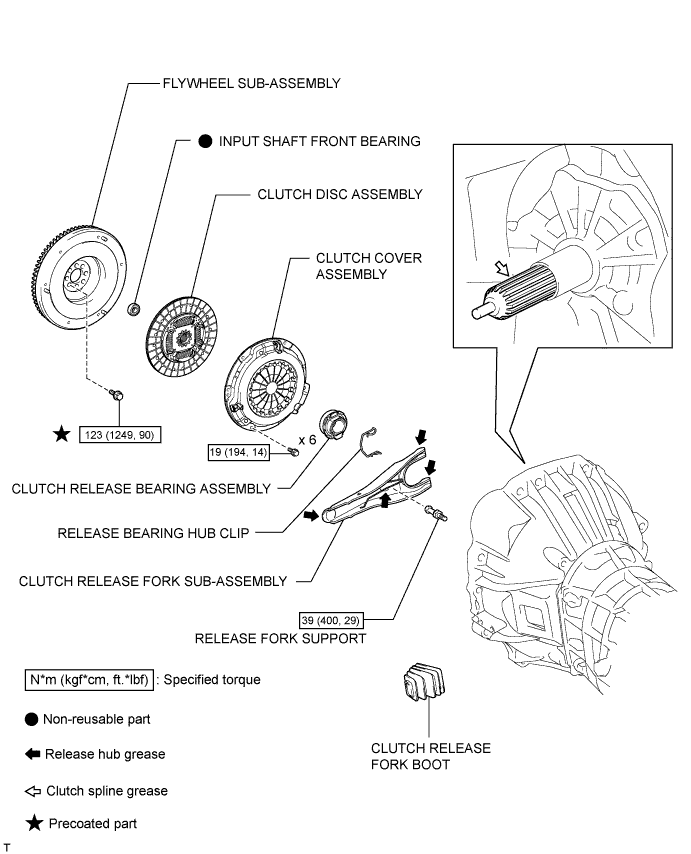 FLYWHEEL SUB-ASSEMBLY
INPUT SHAFT FRONT BEARING
CLUTCH DISC ASSEMBLY
CLUTCH COVER
ASSEMBLY
123 (1249, 90)
19 (194, 14)
x 6
CLUTCH RELEASE BEARING ASSEMBLY
RELEASE BEARING HUB CLIP
CLUTCH RELEASE FORK SUB-ASSEMBLY
39 (400, 29)
RELEASE FORK SUPPORT
N*m (kgf*cm, ft.*lbf) : Specified torque
Non-reusable part
Release hub grease
Clutch spline grease
Precoated part
CLUTCH RELEASE
FORK BOOT
T